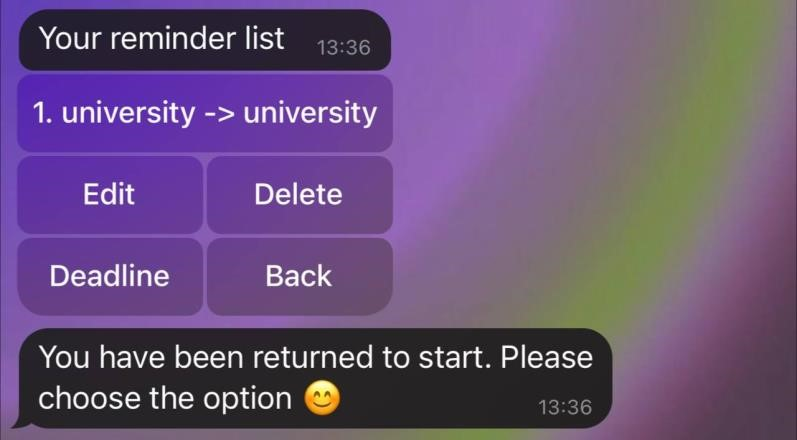 Your reminder list 13:36
1. university -> university
Edit Delete
Deadline Back
You have been returned to start. Please
choose the option 😊 13:36